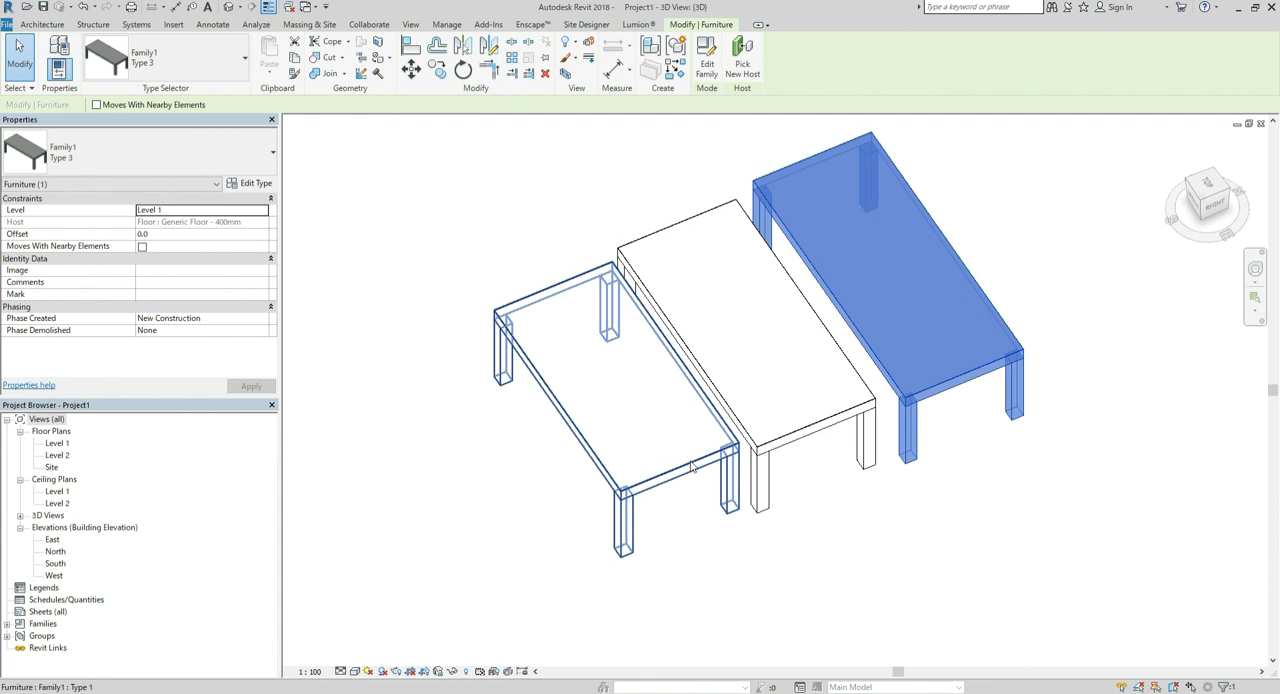 Autodesk Revit 2018 - Project1 - 3D View: {3D}
Type a keyword or phrase
Sign In
File Architecture Structure Systems Insert Annotate Analyze Massing & Site Collaborate View Manage Add-Ins Enscape™ Site Designer Lumion® Modify | Furniture
Modify
Select
Properties
Family1
Type 3
Type Selector
Paste
Clipboard
Cope
Cut
Join
Geometry
Modify
View
Measure
Create
Edit
Family
Mode
Pick
New Host
Host
Modify | Furniture
Moves With Nearby Elements
Properties
Family1
Type 3
Furniture (1)
Edit Type
Constraints
Level Level 1
Host Floor : Generic Floor - 400mm
Offset 0.0
Moves With Nearby Elements
Identity Data
Image
Comments
Mark
Phasing
Phase Created New Construction
Phase Demolished None
Properties help
Apply
Project Browser - Project1
Views (all)
Floor Plans
Level 1
Level 2
Site
Ceiling Plans
Level 1
Level 2
3D Views
Elevations (Building Elevation)
East
North
South
West
Legends
Schedules/Quantities
Sheets (all)
Families
Groups
Revit Links
TOP
RIGHT
1 : 100
Furniture : Family1 : Type 1
:0
Main Model
:1